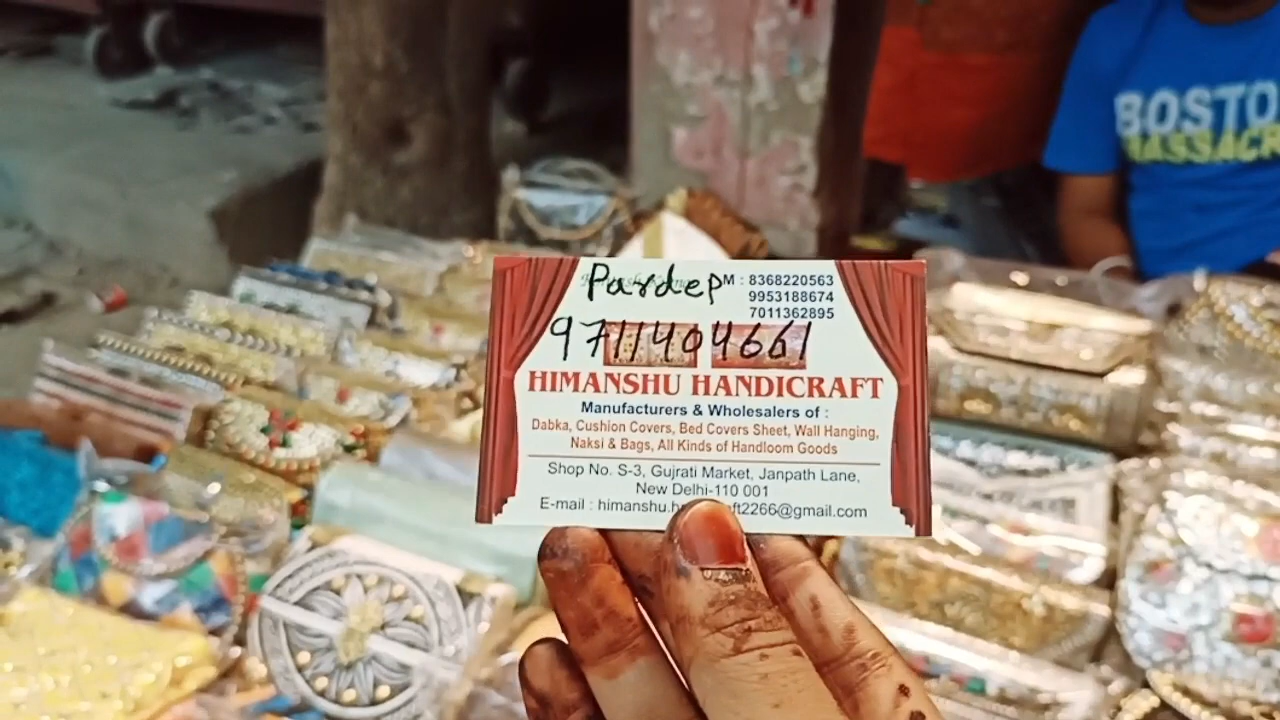 Pardep M : 8368220563
9953188674
7011362895
9711404661
HIMANSHU HANDICRAFT
Manufacturers & Wholesalers of :
Dabka, Cushion Covers, Bed Covers Sheet, Wall Hanging,
Naksi & Bags, All Kinds of Handloom Goods
Shop No. S-3, Gujrati Market, Janpath Lane,
New Delhi-110 001
E-mail :
BOSTO
MASSACR